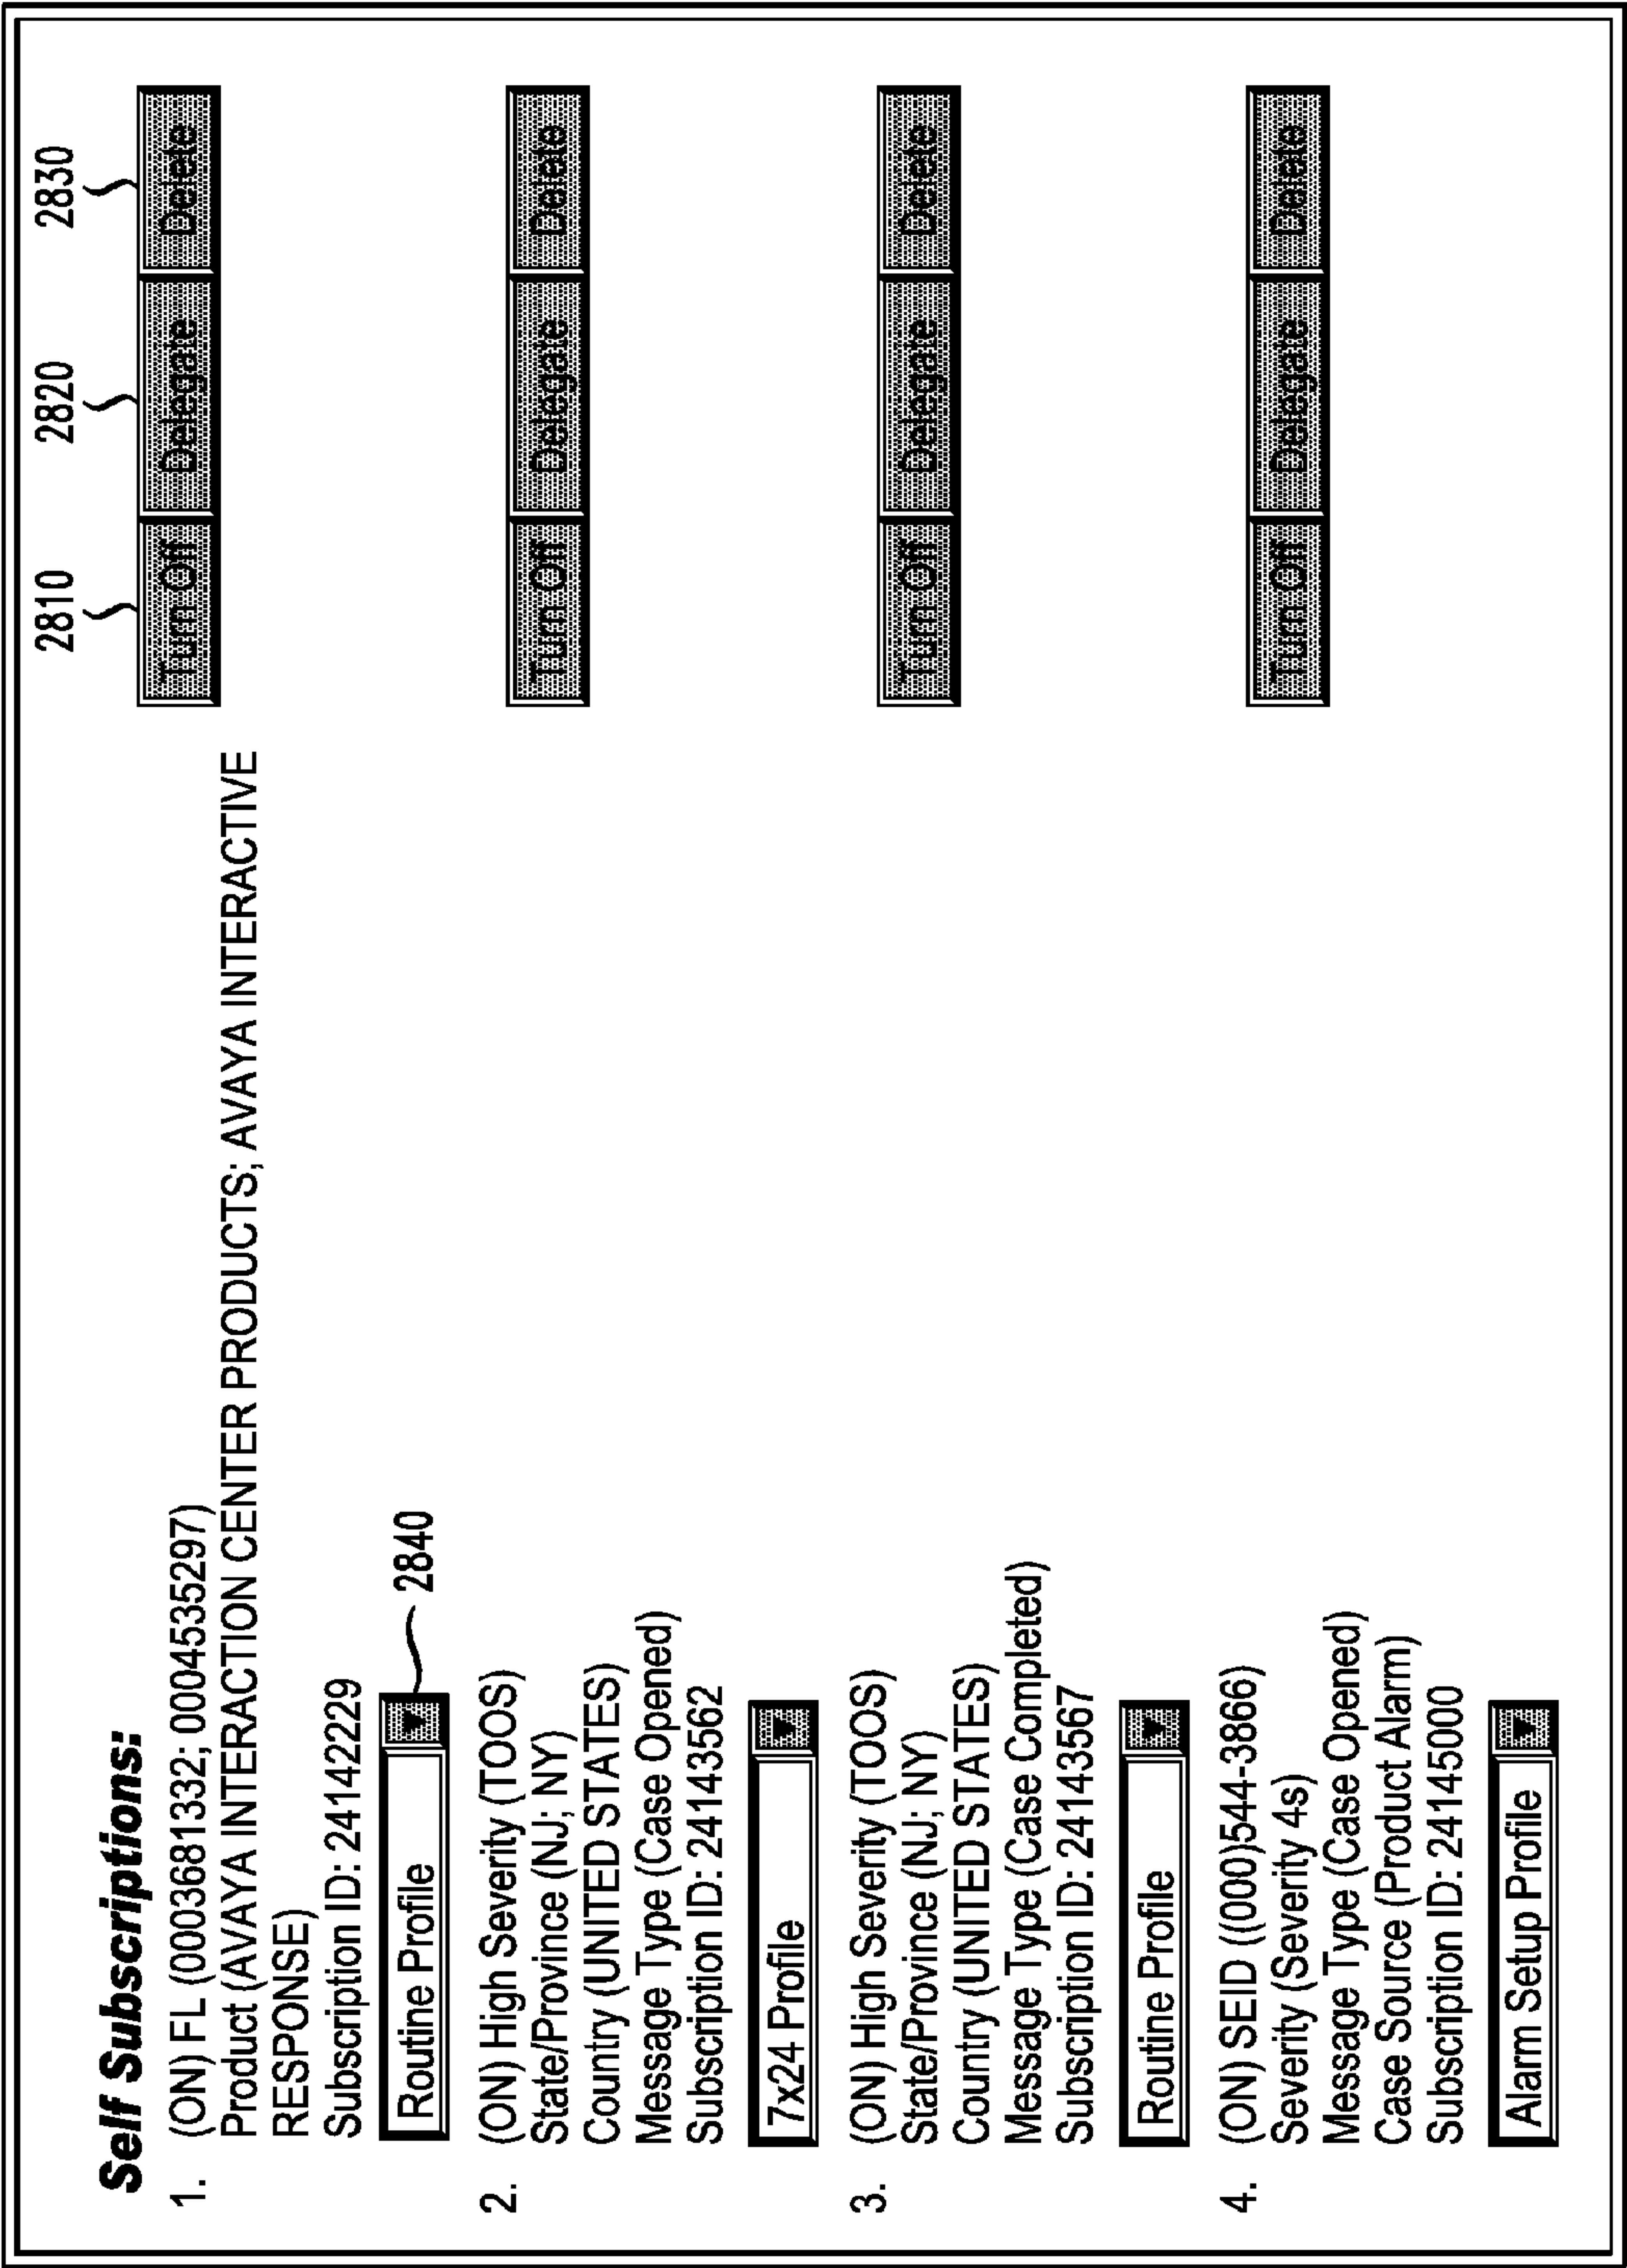 2810 2820 2830
Self Subscriptions:
1. (ON) FL (0003681332; 0004535297) Turn Off Delegate Delete
Product (AVAYA INTERACTION CENTER PRODUCTS; AVAYA INTERACTIVE
RESPONSE)
Subscription ID: 24142229
Routine Profile 2840
2. (ON) High Severity (TOOS) Turn Off Delegate Delete
State/Province (NJ; NY)
Country (UNITED STATES)
Message Type (Case Opened)
Subscription ID: 24143562
7x24 Profile
3. (ON) High Severity (TOOS) Turn Off Delegate Delete
State/Province (NJ; NY)
Country (UNITED STATES)
Message Type (Case Completed)
Subscription ID: 24143567
Routine Profile
4. (ON) SEID ((000)544-3866) Turn Off Delegate Delete
Severity (Severity 4s)
Message Type (Case Opened)
Case Source (Product Alarm)
Subscription ID: 24145000
Alarm Setup Profile